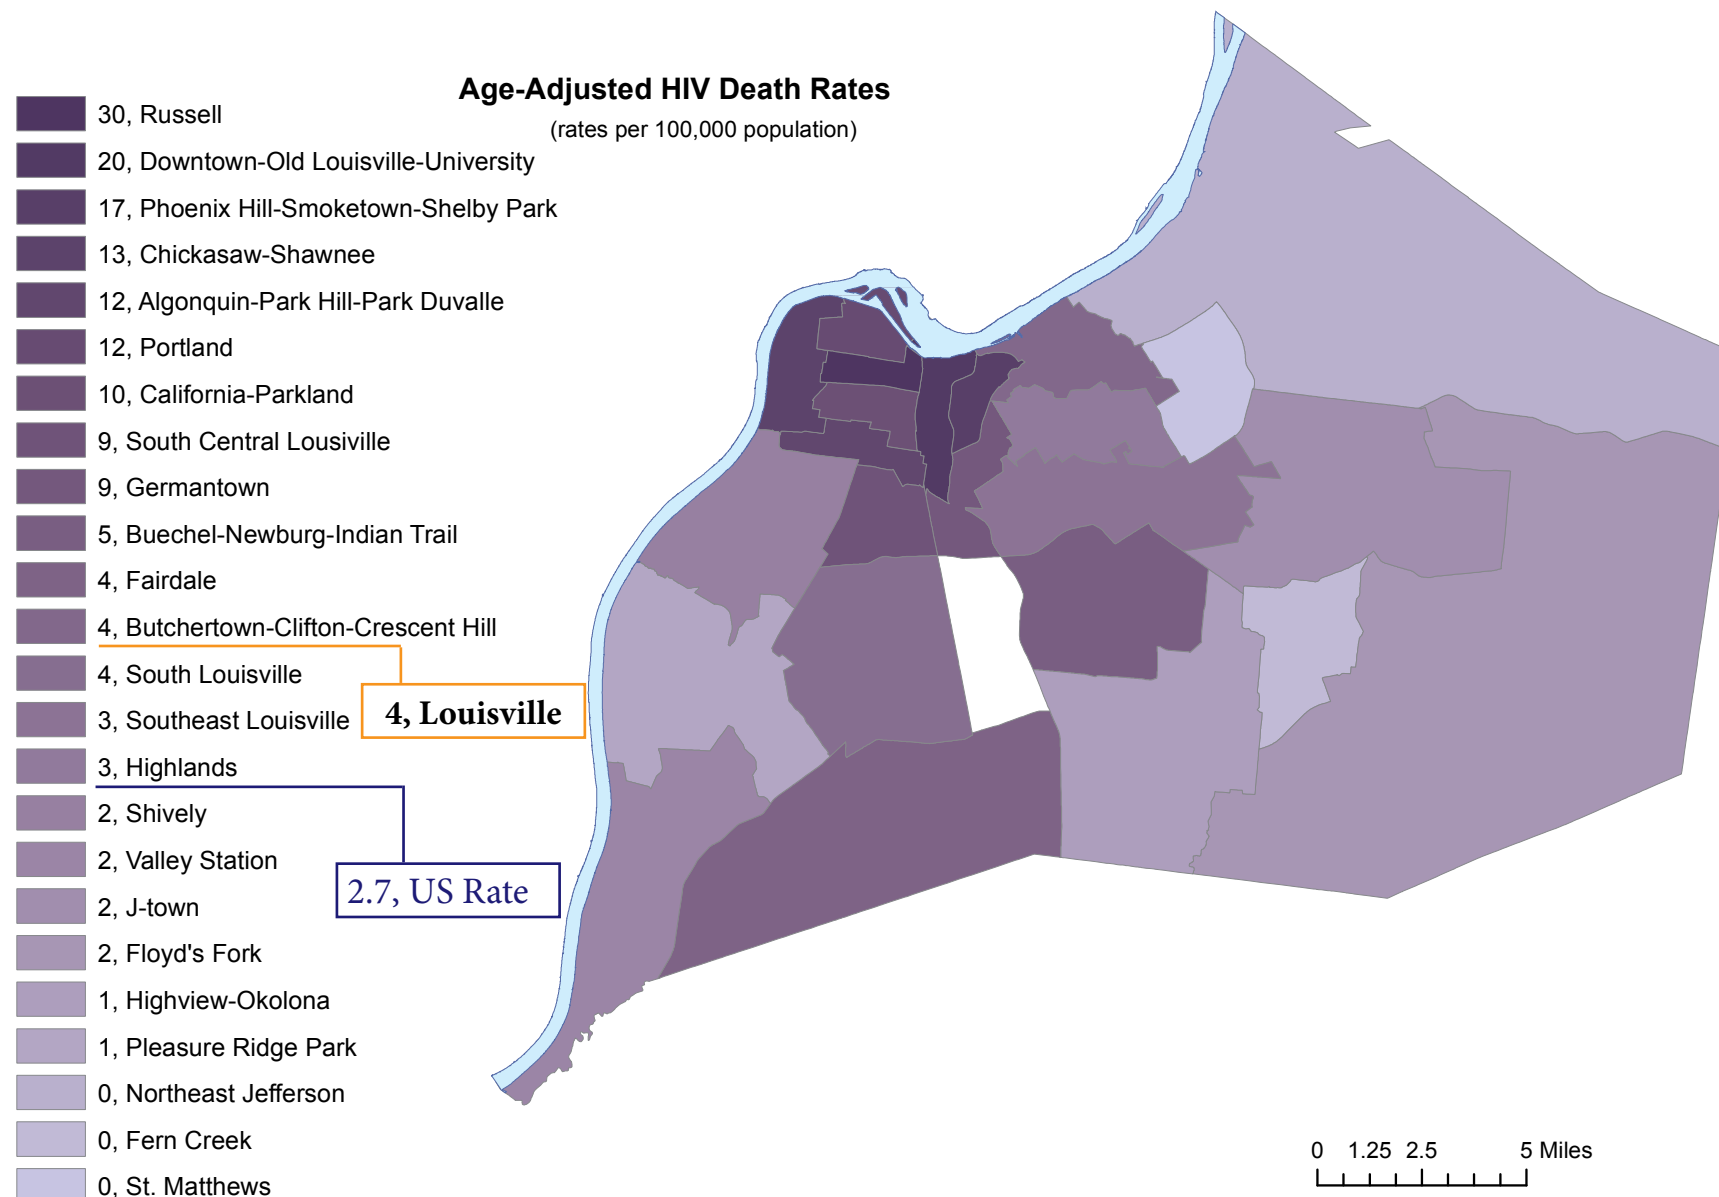 Age-Adjusted HIV Death Rates
(rates per 100,000 population)
30, Russell
20, Downtown-Old Louisville-University
17, Phoenix Hill-Smoketown-Shelby Park
13, Chickasaw-Shawnee
12, Algonquin-Park Hill-Park Duvalle
12, Portland
10, California-Parkland
9, South Central Lousiville
9, Germantown
5, Buechel-Newburg-Indian Trail
4, Fairdale
4, Butchertown-Clifton-Crescent Hill
4, South Louisville
4, Louisville
3, Southeast Louisville
3, Highlands
2, Shively
2, Valley Station
2.7, US Rate
2, J-town
2, Floyd's Fork
1, Highview-Okolona
1, Pleasure Ridge Park
0, Northeast Jefferson
0, Fern Creek
0, St. Matthews
0 1.25 2.5 5 Miles